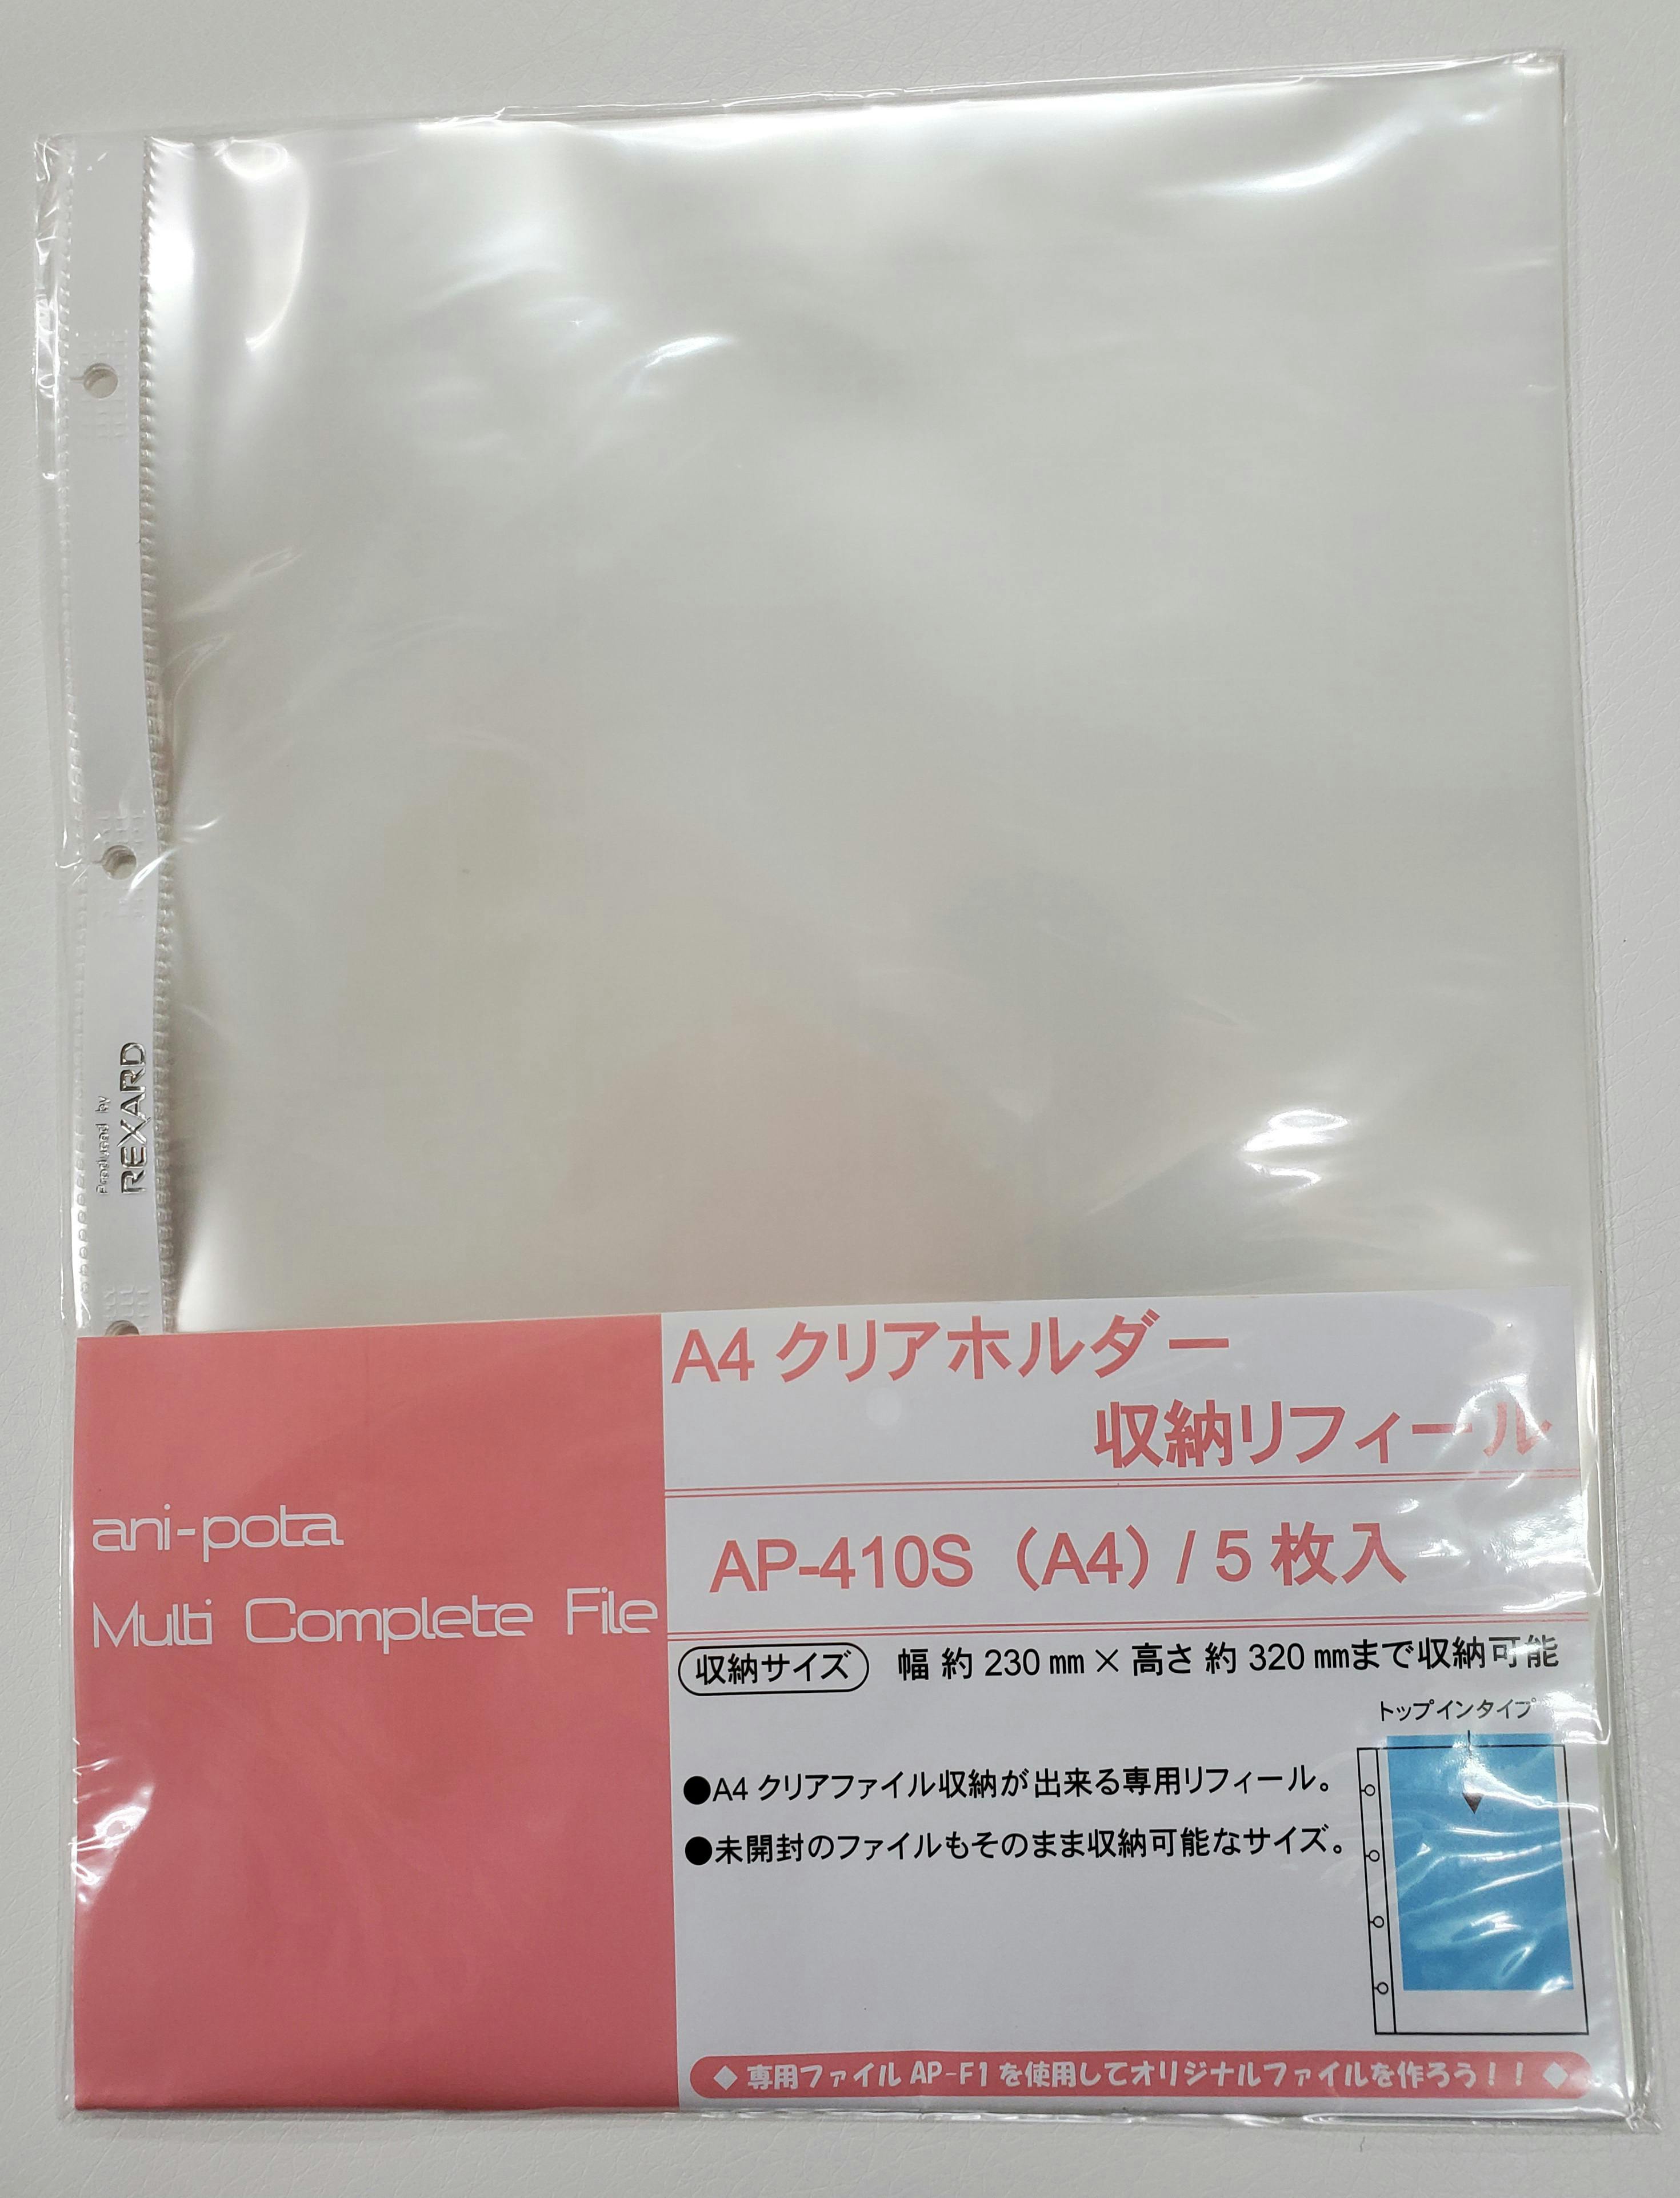 Produced by
REXARD
ani-pota
Multi Complete File
A4 クリアホルダー
収納リフィール
AP-410S（A4）/ 5 枚入
収納サイズ 幅 約 230 ㎜ × 高さ 約 320 ㎜まで収納可能
トップインタイプ
●A4 クリアファイル収納が出来る専用リフィール。
●未開封のファイルもそのまま収納可能なサイズ。
◆ 専用ファイル AP-F1 を使用してオリジナルファイルを作ろう！！ ◆